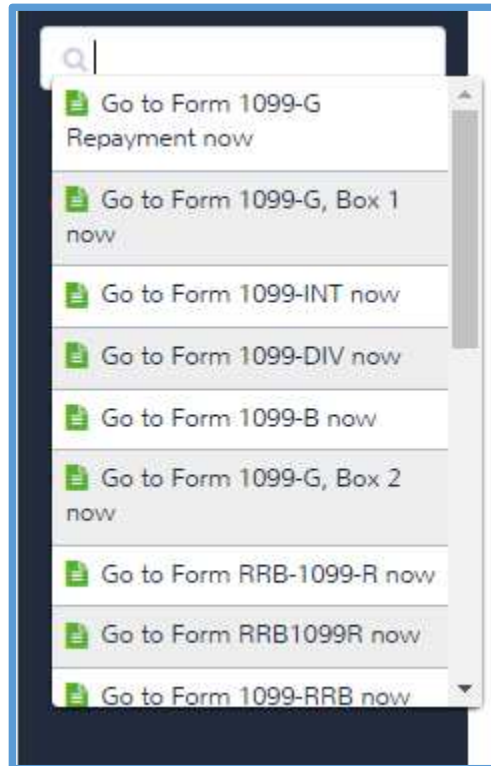 Go to Form 1099-G
Repayment now
Go to Form 1099-G, Box 1
now
Go to Form 1099-INT now
Go to Form 1099-DIV now
Go to Form 1099-B now
Go to Form 1099-G, Box 2
now
Go to Form RRB-1099-R now
Go to Form RRB1099R now
Go to Form 1099-RRB now